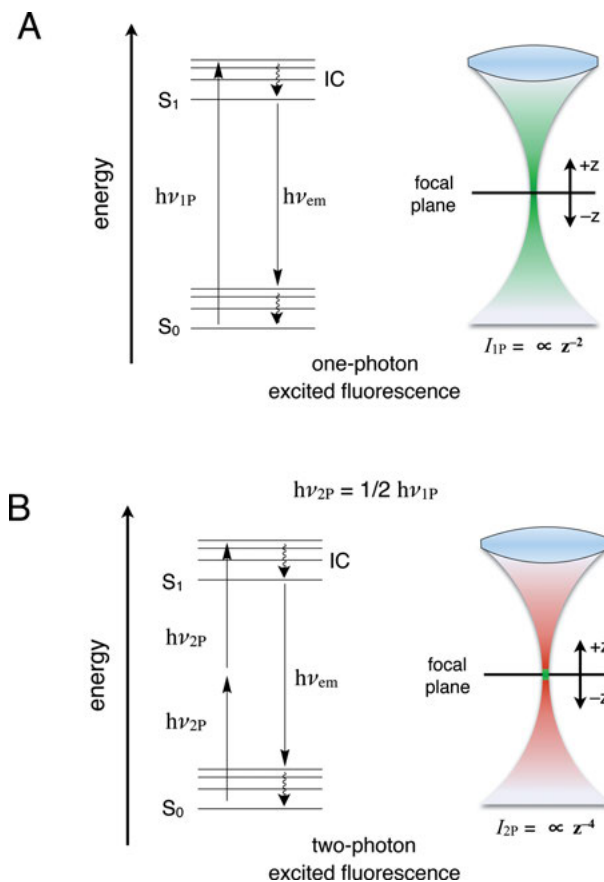 A
energy
S₁
IC
hν₁P
hνem
S₀
one-photon
excited fluorescence
focal
plane
+z
–z
I₁P = ∝ z⁻²
B
hν₂P = 1/2 hν₁P
energy
S₁
IC
hν₂P
hν₂P
hνem
S₀
two-photon
excited fluorescence
focal
plane
+z
–z
I₂P = ∝ z⁻⁴